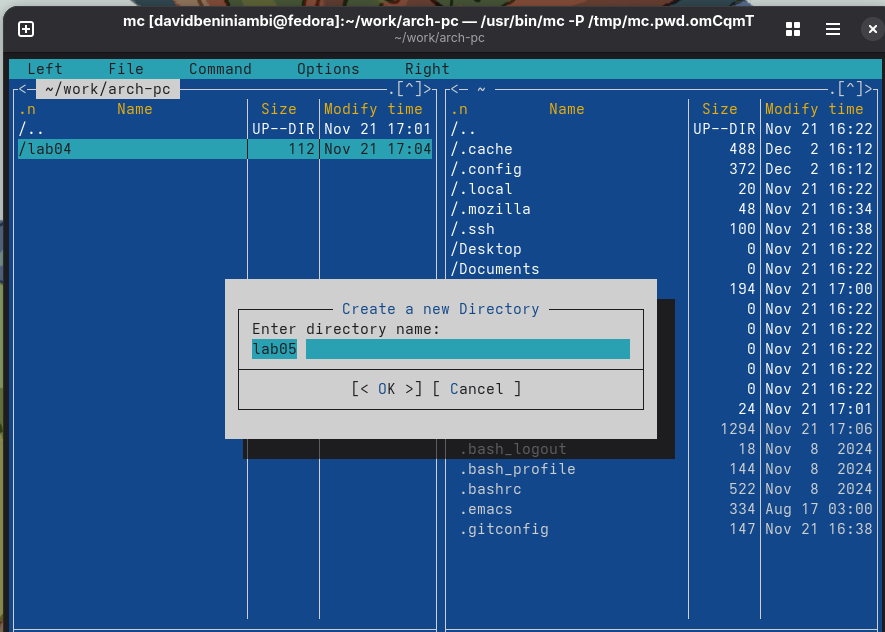 mc [davidbeniniambi@fedora]:~/work/arch-pc — /usr/bin/mc -P /tmp/mc.pwd.omCqmT
~/work/arch-pc
Left File Command Options Right
<─ ~/work/arch-pc .[^]> <─ ~ .[^]>
.n Name Size Modify time .n Name Size Modify time
/.. UP--DIR Nov 21 17:01 /.. UP--DIR Nov 21 16:22
/lab04 112 Nov 21 17:04 /.cache 488 Dec 2 16:12
/.config 372 Dec 2 16:12
/.local 20 Nov 21 16:22
/.mozilla 48 Nov 21 16:34
/.ssh 100 Nov 21 16:38
/Desktop 0 Nov 21 16:22
/Documents 0 Nov 21 16:22
194 Nov 21 17:00
Create a new Directory 0 Nov 21 16:22
Enter directory name: 0 Nov 21 16:22
lab05 0 Nov 21 16:22
0 Nov 21 16:22
[< OK >] [ Cancel ] 0 Nov 21 16:22
24 Nov 21 17:01
1294 Nov 21 17:06
.bash_logout 18 Nov 8 2024
.bash_profile 144 Nov 8 2024
.bashrc 522 Nov 8 2024
.emacs 334 Aug 17 03:00
.gitconfig 147 Nov 21 16:38